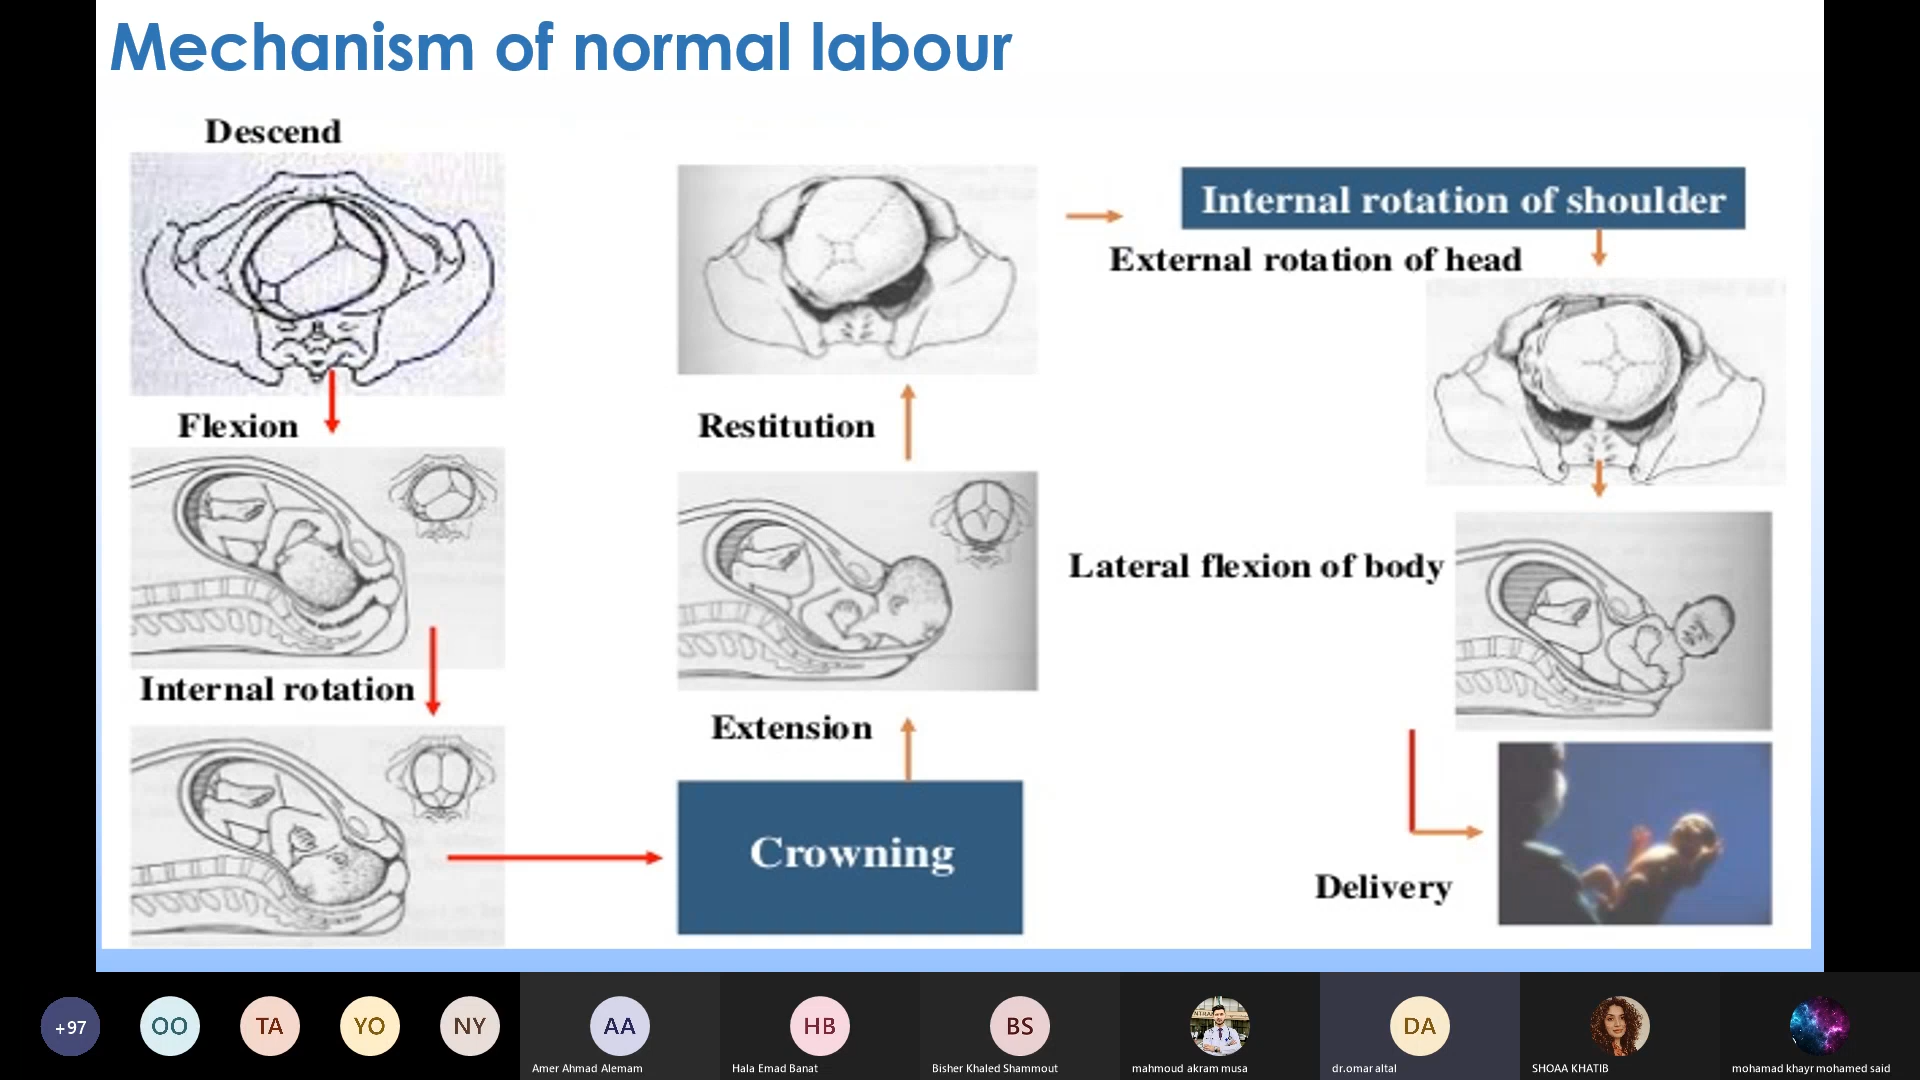 Mechanism of normal labour
Descend
Flexion
Internal rotation
Crowning
Extension
Restitution
Internal rotation of shoulder
External rotation of head
Lateral flexion of body
Delivery
+97
OO
TA
YO
NY
AA
Amer Ahmad Alemam
HB
Hala Emad Banat
BS
Bisher Khaled Shammout
mahmoud akram musa
DA
dr.omar altal
SHOAA KHATIB
mohamad khayr mohamed said